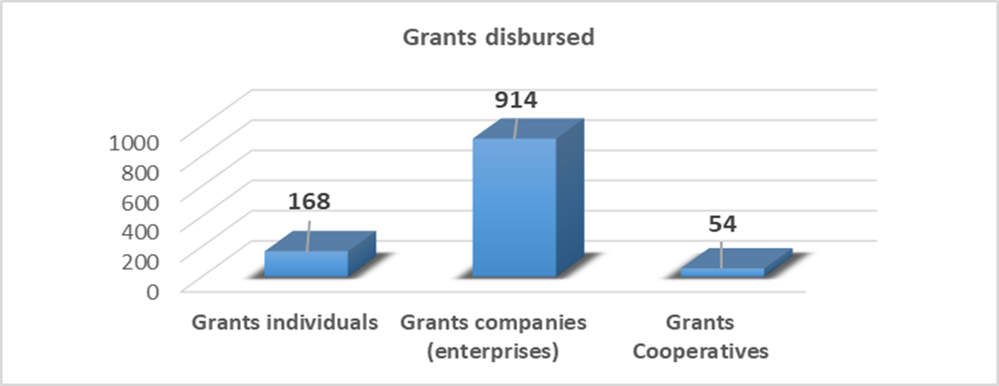 Grants disbursed
914
1000
800
600
400
200
0
168
54
Grants individuals
Grants companies
(enterprises)
Grants
Cooperatives